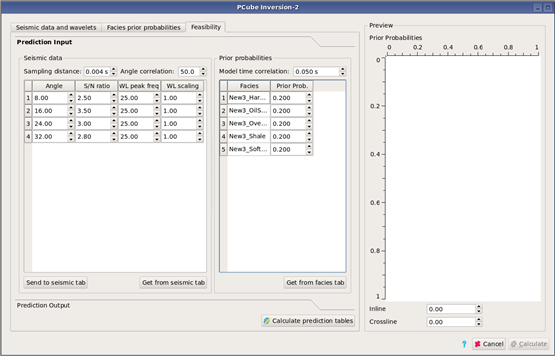 PCube Inversion-2
Seismic data and wavelets Facies prior probabilities Feasibility
Prediction Input
Seismic data
Sampling distance: 0.004 s Angle correlation: 50.0
Angle S/N ratio WL peak freq WL scaling
1 8.00 2.50 25.00 1.00
2 16.00 3.50 25.00 1.00
3 24.00 3.00 25.00 1.00
4 32.00 2.80 25.00 1.00
Send to seismic tab Get from seismic tab
Prior probabilities
Model time correlation: 0.050 s
Facies Prior Prob.
1 New3_Har... 0.200
2 New3_OilS... 0.200
3 New3_Ove... 0.200
4 New3_Shale 0.200
5 New3_Soft... 0.200
Get from facies tab
Prediction Output
Calculate prediction tables
Preview
Prior Probabilities
0 0.2 0.4 0.6 0.8 1
0
0.2
0.4
0.6
0.8
1
Inline 0.00
Crossline 0.00
? Cancel Calculate